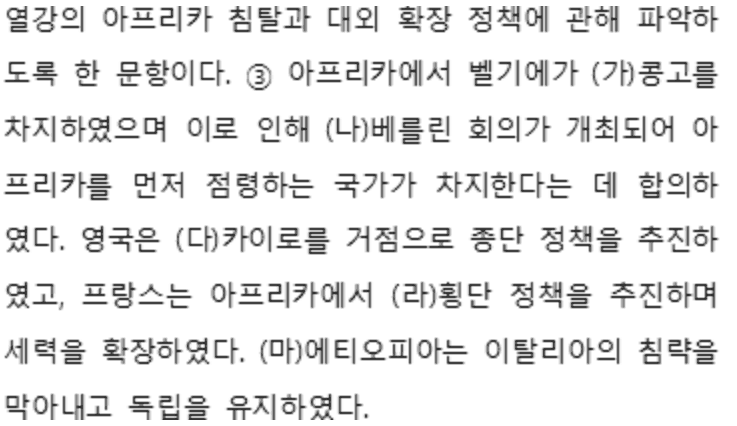 열강의 아프리카 침탈과 대외 확장 정책에 관해 파악하
도록 한 문항이다. ③ 아프리카에서 벨기에가 (가)콩고를
차지하였으며 이로 인해 (나)베를린 회의가 개최되어 아
프리카를 먼저 점령하는 국가가 차지한다는 데 합의하
였다. 영국은 (다)카이로를 거점으로 종단 정책을 추진하
였고, 프랑스는 아프리카에서 (라)횡단 정책을 추진하며
세력을 확장하였다. (마)에티오피아는 이탈리아의 침략을
막아내고 독립을 유지하였다.